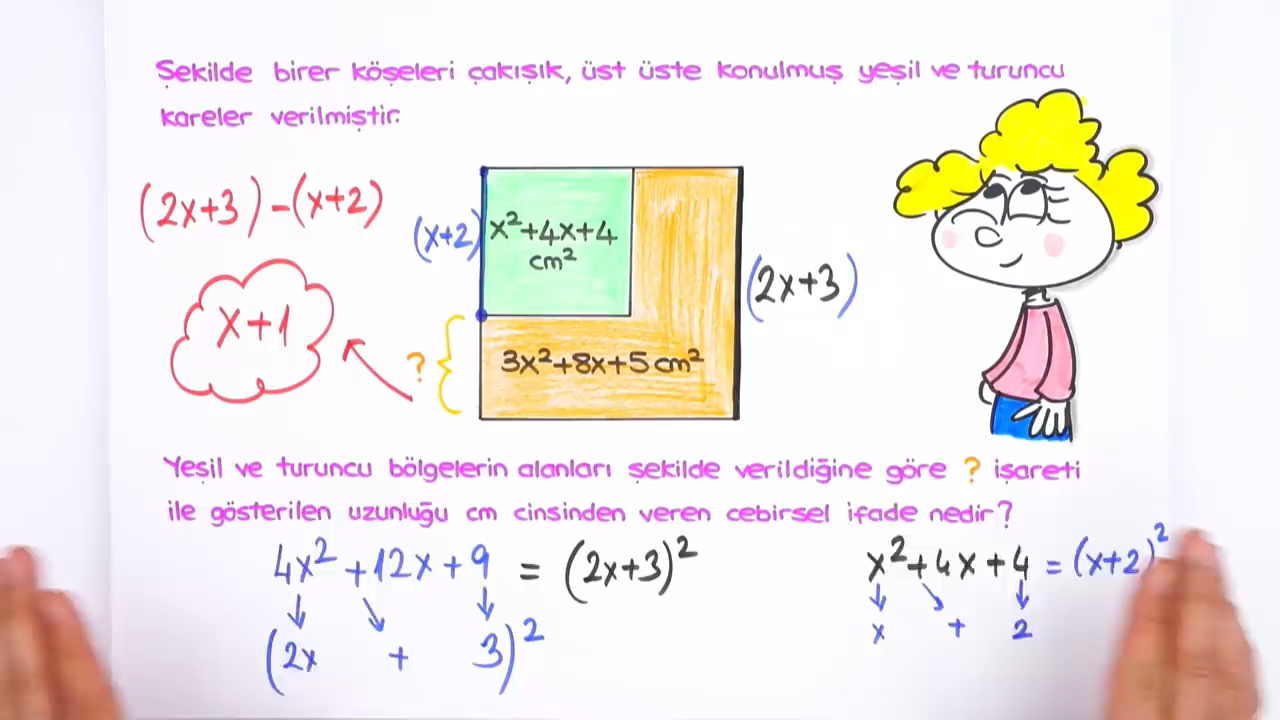 Şekilde birer köşeleri çakışık, üst üste konulmuş yeşil ve turuncu
kareler verilmiştir.
(2x+3)-(x+2)
(x+2)
x²+4x+4
cm²
(2x+3)
x+1
?
3x²+8x+5 cm²
Yeşil ve turuncu bölgelerin alanları şekilde verildiğine göre ? işareti
ile gösterilen uzunluğu cm cinsinden veren cebirsel ifade nedir?
4x²+12x+9 = (2x+3)²
(2x + 3)²
x²+4x+4 = (x+2)²
x + 2